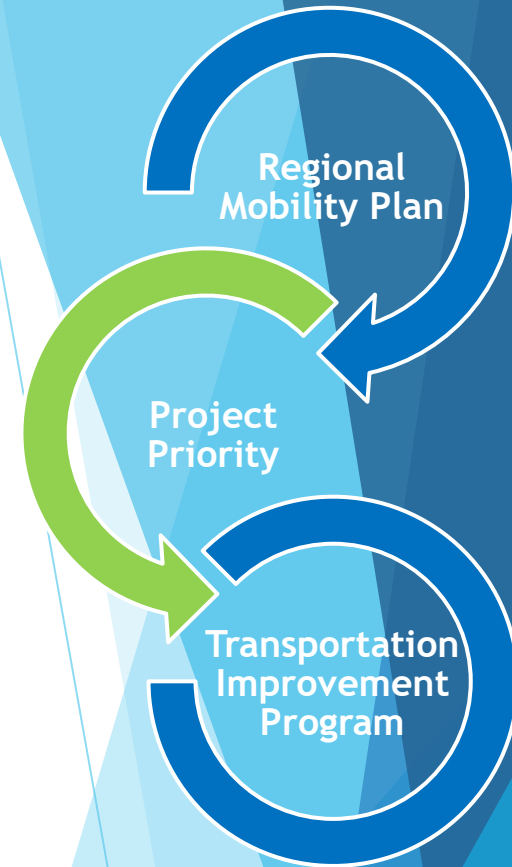 Regional
Mobility Plan
Project
Priority
Transportation
Improvement
Program